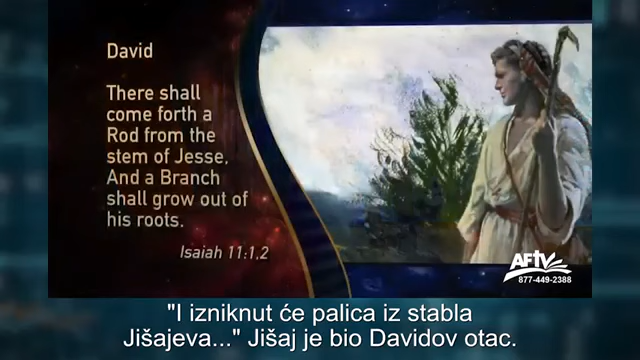 David
There shall
come forth a
Rod from the
stem of Jesse,
And a Branch
shall grow out of
his roots.
Isaiah 11:1,2
AFtv
877-449-2388
"I izniknut će palica iz stabla
Jišajeva..." Jišaj je bio Davidov otac.